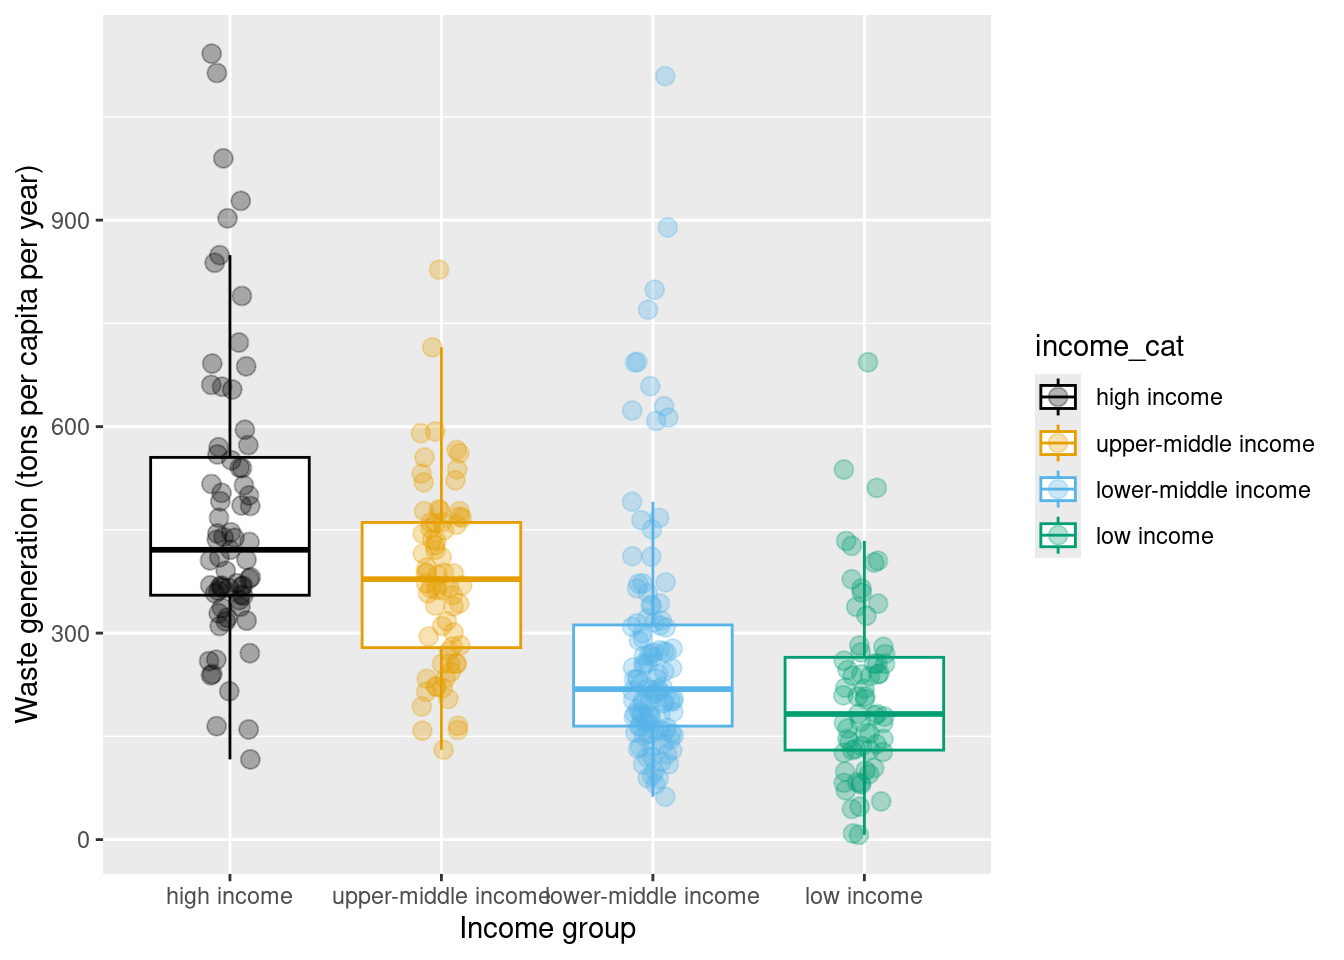 Waste generation (tons per capita per year)
900
600
300
0
high income
upper-middle income
lower-middle income
low income
Income group
income_cat
high income
upper-middle income
lower-middle income
low income